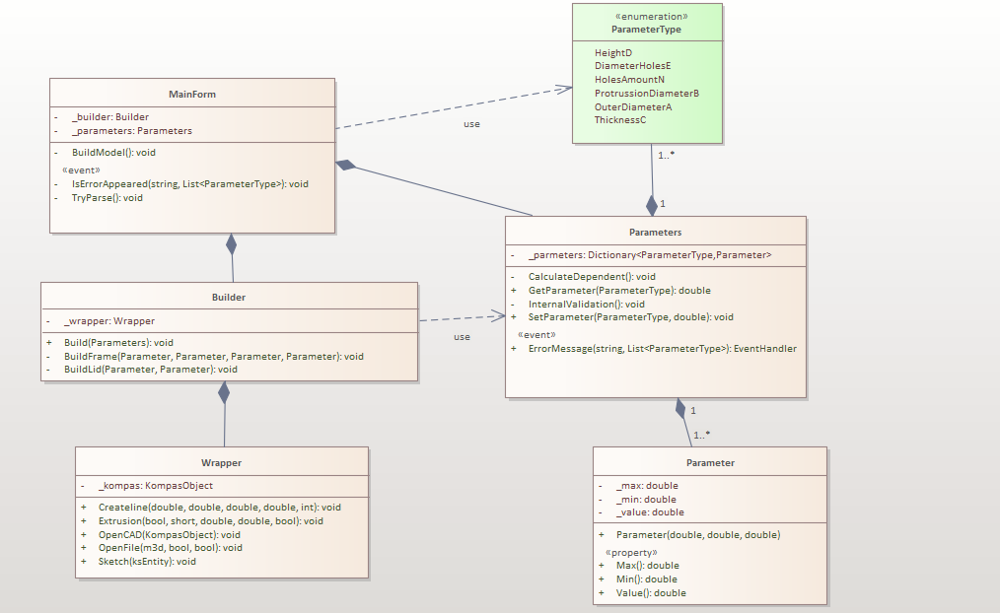 «enumeration»
ParameterType
HeightD
DiameterHolesE
HolesAmountN
ProtrussionDiameterB
OuterDiameterA
ThicknessC
MainForm
- _builder: Builder
- _parameters: Parameters
- BuildModel(): void
«event»
- IsErrorAppeared(string, List<ParameterType>): void
- TryParse(): void
use
1..*
1
Parameters
- _parmeters: Dictionary<ParameterType,Parameter>
- CalculateDependent(): void
+ GetParameter(ParameterType): double
- InternalValidation(): void
+ SetParameter(ParameterType, double): void
«event»
+ ErrorMessage(string, List<ParameterType>): EventHandler
Builder
- _wrapper: Wrapper
+ Build(Parameters): void
- BuildFrame(Parameter, Parameter, Parameter, Parameter): void
- BuildLid(Parameter, Parameter): void
use
1
1..*
Wrapper
- _kompas: KompasObject
+ Createline(double, double, double, double, int): void
+ Extrusion(bool, short, double, double, bool): void
+ OpenCAD(KompasObject): void
+ OpenFile(m3d, bool, bool): void
+ Sketch(ksEntity): void
Parameter
- _max: double
- _min: double
- _value: double
+ Parameter(double, double, double)
«property»
+ Max(): double
+ Min(): double
+ Value(): double